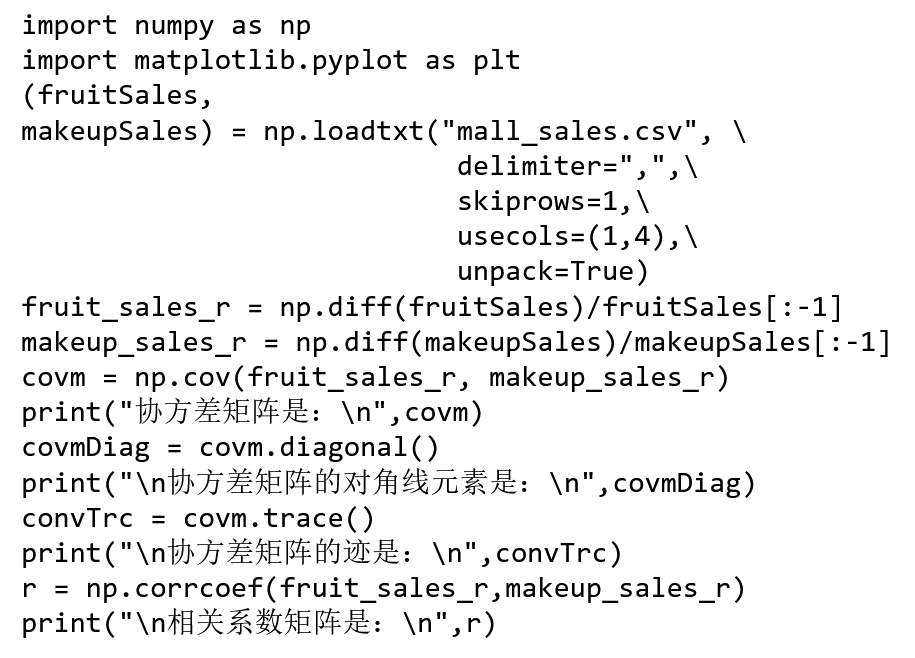 import numpy as np
import matplotlib.pyplot as plt
(fruitSales,
makeupSales) = np.loadtxt("mall_sales.csv", \
                           delimiter=",",\
                           skiprows=1,\
                           usecols=(1,4),\
                           unpack=True)
fruit_sales_r = np.diff(fruitSales)/fruitSales[:-1]
makeup_sales_r = np.diff(makeupSales)/makeupSales[:-1]
covm = np.cov(fruit_sales_r, makeup_sales_r)
print("协方差矩阵是：\n",covm)
covmDiag = covm.diagonal()
print("\n协方差矩阵的对角线元素是：\n",covmDiag)
convTrc = covm.trace()
print("\n协方差矩阵的迹是：\n",convTrc)
r = np.corrcoef(fruit_sales_r,makeup_sales_r)
print("\n相关系数矩阵是：\n",r)